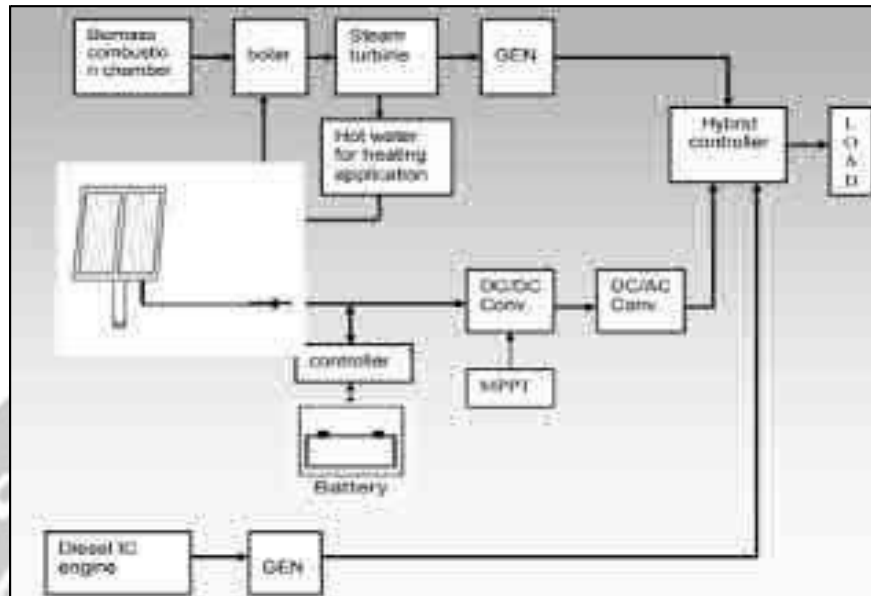 Biomass
combustio
n chamber
boiler
Steam
turbine
GEN
Hot water
for heating
application
Hybrid
controller
L
O
A
D
DC/DC
Conv.
DC/AC
Conv.
controller
MPPT
Battery
Diesel IC
engine
GEN